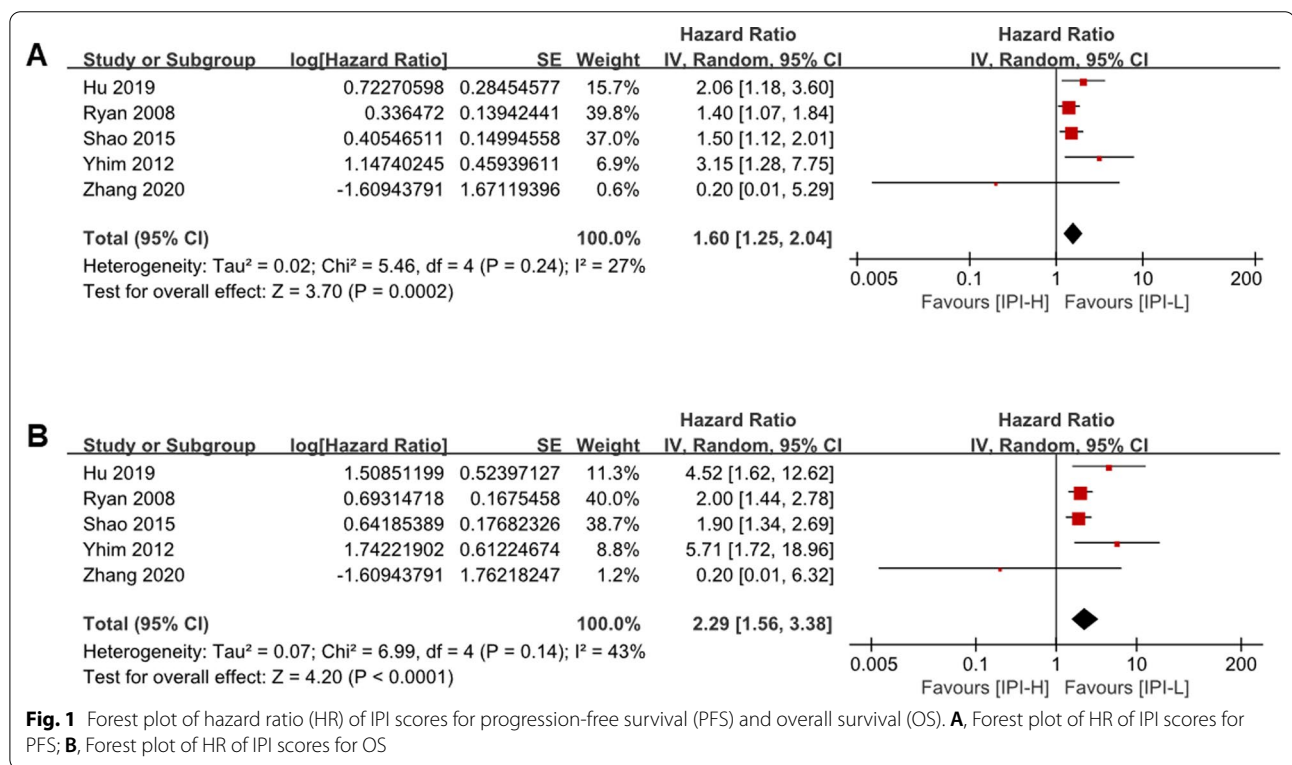 Hazard Ratio Hazard Ratio
A Study or Subgroup log[Hazard Ratio] SE Weight IV, Random, 95% CI IV, Random, 95% CI
Hu 2019 0.72270598 0.28454577 15.7% 2.06 [1.18, 3.60]
Ryan 2008 0.336472 0.13942441 39.8% 1.40 [1.07, 1.84]
Shao 2015 0.40546511 0.14994558 37.0% 1.50 [1.12, 2.01]
Yhim 2012 1.14740245 0.45939611 6.9% 3.15 [1.28, 7.75]
Zhang 2020 -1.60943791 1.67119396 0.6% 0.20 [0.01, 5.29]
Total (95% CI) 100.0% 1.60 [1.25, 2.04]
Heterogeneity: Tau² = 0.02; Chi² = 5.46, df = 4 (P = 0.24); I² = 27%
Test for overall effect: Z = 3.70 (P = 0.0002)
0.005 0.1 1 10 200
Favours [IPI-H] Favours [IPI-L]
Hazard Ratio Hazard Ratio
B Study or Subgroup log[Hazard Ratio] SE Weight IV, Random, 95% CI IV, Random, 95% CI
Hu 2019 1.50851199 0.52397127 11.3% 4.52 [1.62, 12.62]
Ryan 2008 0.69314718 0.1675458 40.0% 2.00 [1.44, 2.78]
Shao 2015 0.64185389 0.17682326 38.7% 1.90 [1.34, 2.69]
Yhim 2012 1.74221902 0.61224674 8.8% 5.71 [1.72, 18.96]
Zhang 2020 -1.60943791 1.76218247 1.2% 0.20 [0.01, 6.32]
Total (95% CI) 100.0% 2.29 [1.56, 3.38]
Heterogeneity: Tau² = 0.07; Chi² = 6.99, df = 4 (P = 0.14); I² = 43%
Test for overall effect: Z = 4.20 (P < 0.0001)
0.005 0.1 1 10 200
Favours [IPI-H] Favours [IPI-L]
Fig. 1 Forest plot of hazard ratio (HR) of IPI scores for progression-free survival (PFS) and overall survival (OS). A, Forest plot of HR of IPI scores for
PFS; B, Forest plot of HR of IPI scores for OS